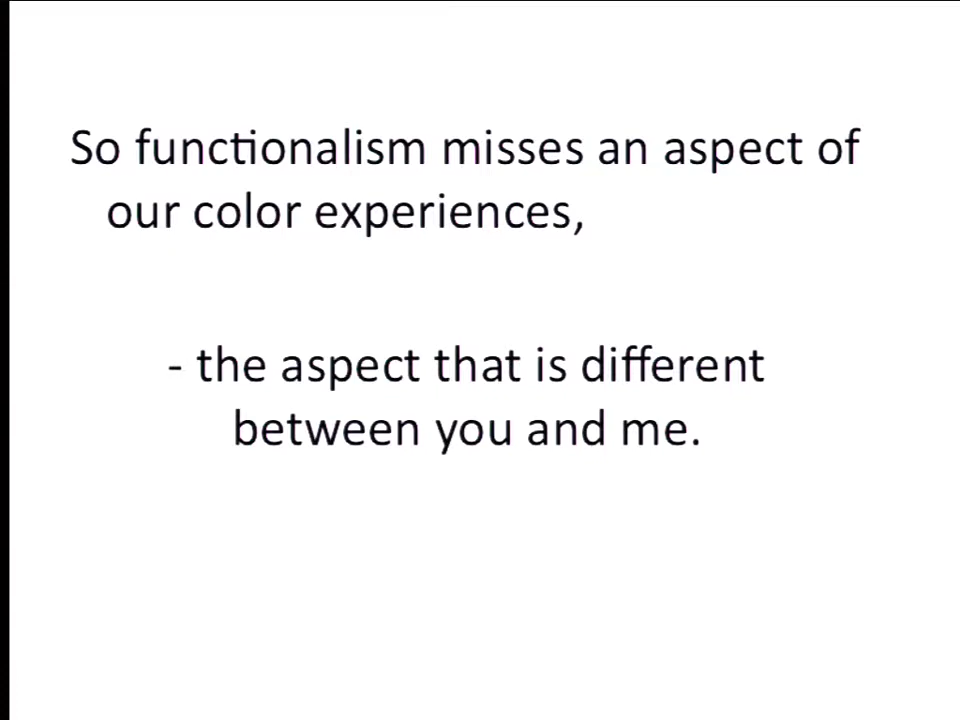 So functionalism misses an aspect of
our color experiences,
- the aspect that is different
between you and me.